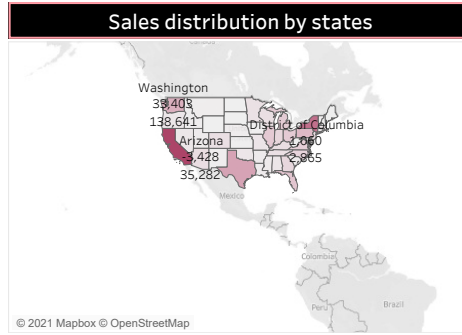 Sales distribution by states
Canada
Washington
33,403
138,641
District of Columbia
1,060
2,865
Arizona
-3,428
35,282
Mexico
Colombia
Peru
Brazil
© 2021 Mapbox © OpenStreetMap